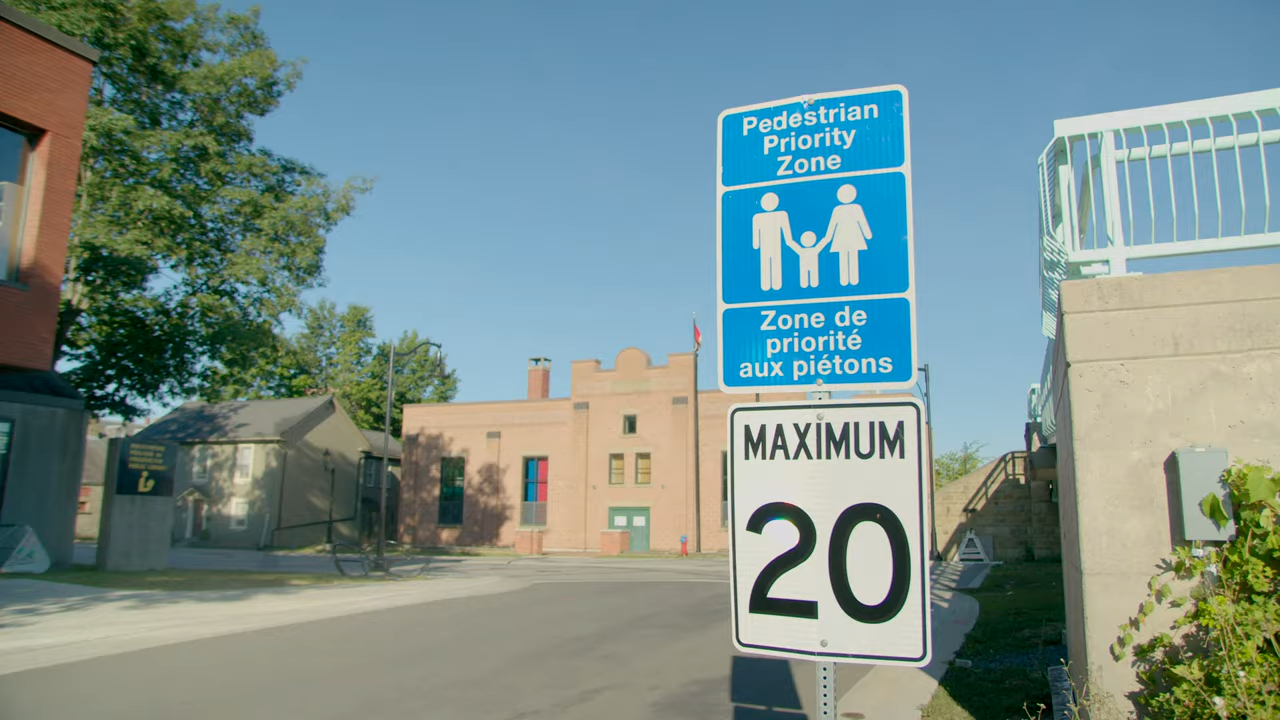 Pedestrian
Priority
Zone
Zone de
priorité
aux piétons
MAXIMUM
20